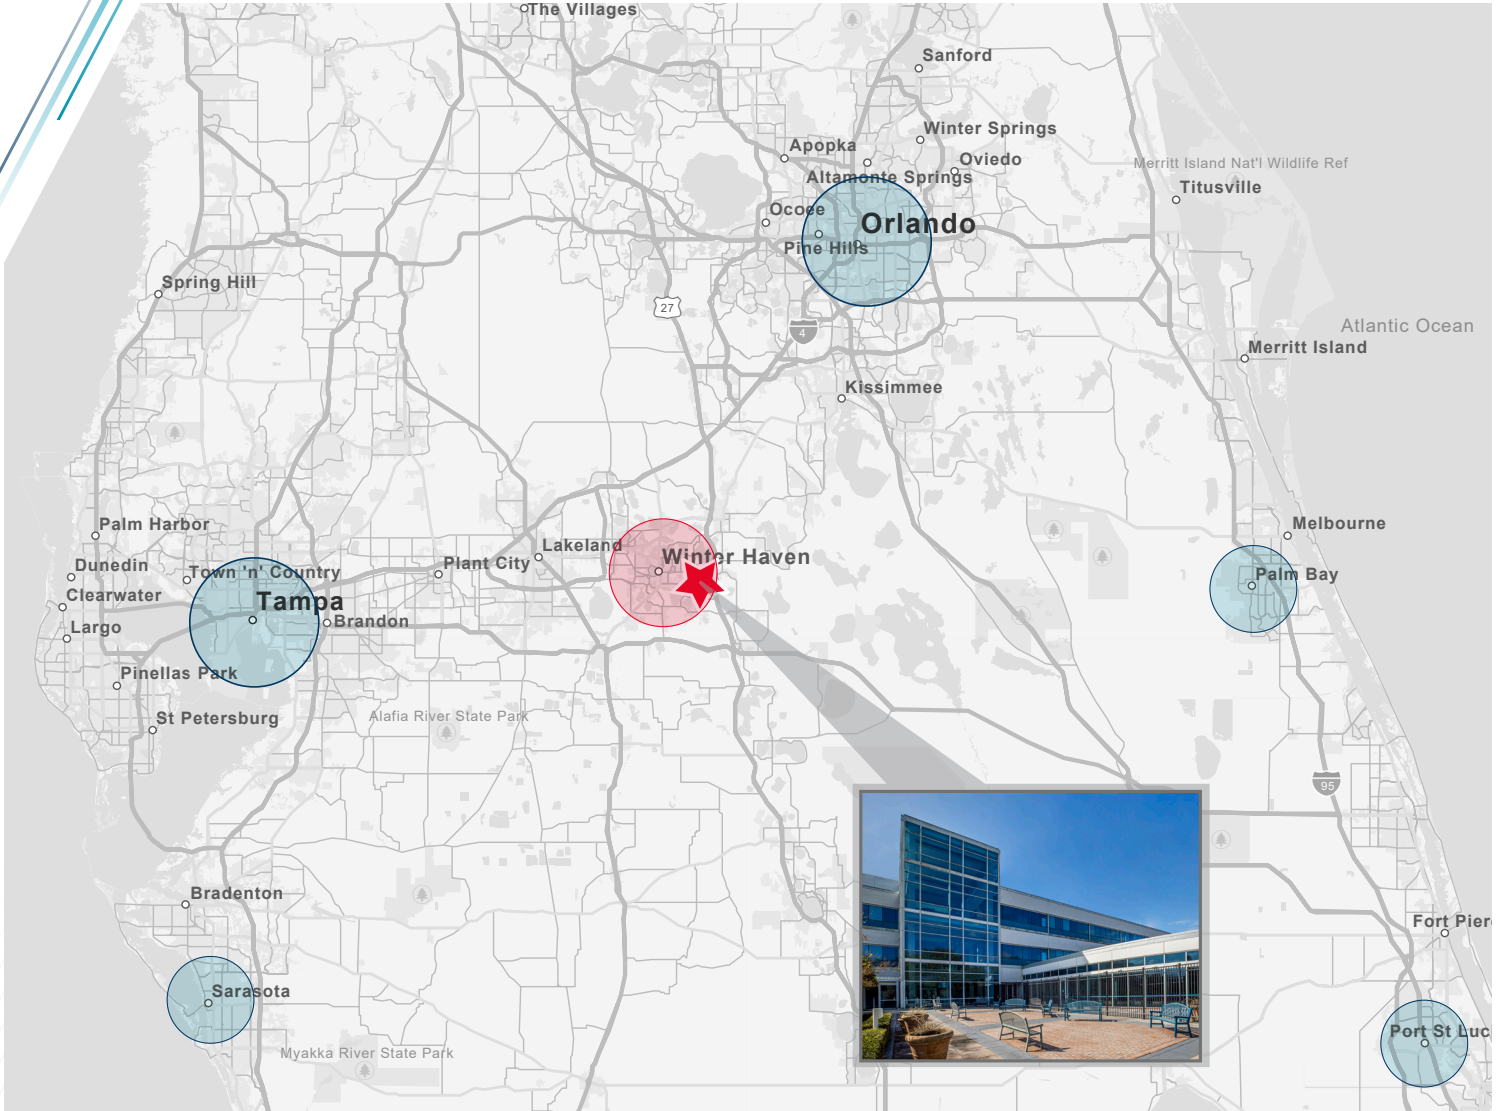 The Villages
Sanford
Winter Springs
Apopka
Oviedo
Altamonte Springs
Merritt Island Nat'l Wildlife Ref
Titusville
Ocoee
Orlando
Pine Hills
Spring Hill
27
4
Atlantic Ocean
Merritt Island
Kissimmee
Palm Harbor
Melbourne
Lakeland
Winter Haven
Dunedin
Town 'n' Country
Plant City
Palm Bay
Clearwater
Tampa
Largo
Brandon
Pinellas Park
St Petersburg
Alafia River State Park
95
Bradenton
Fort Pier
Sarasota
Port St Luc
Myakka River State Park